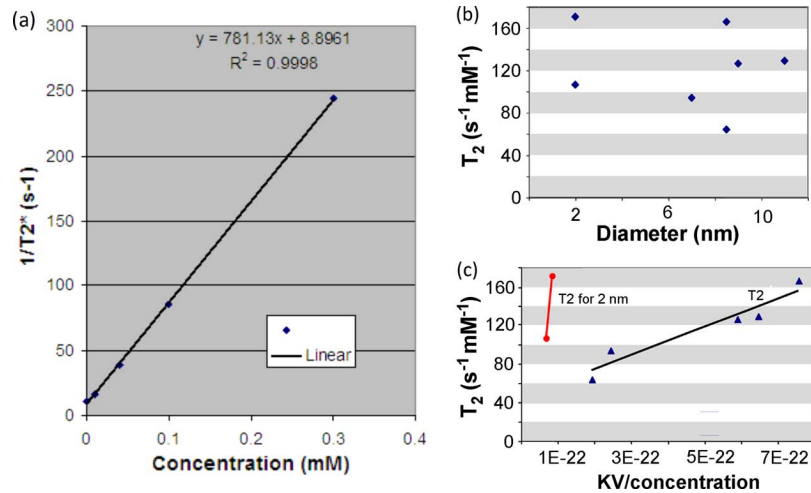 (a)
300
250
200
150
100
50
0
y = 781.13x + 8.8961
R² = 0.9998
1/T2* (s-1)
Linear
0 0.1 0.2 0.3 0.4
Concentration (mM)
(b)
160
120
80
40
0
T₂ (s⁻¹ mM⁻¹)
2 6 10
Diameter (nm)
(c)
160
120
80
40
0
T₂ (s⁻¹ mM⁻¹)
T2 for 2 nm
T2
1E-22 3E-22 5E-22 7E-22
KV/concentration